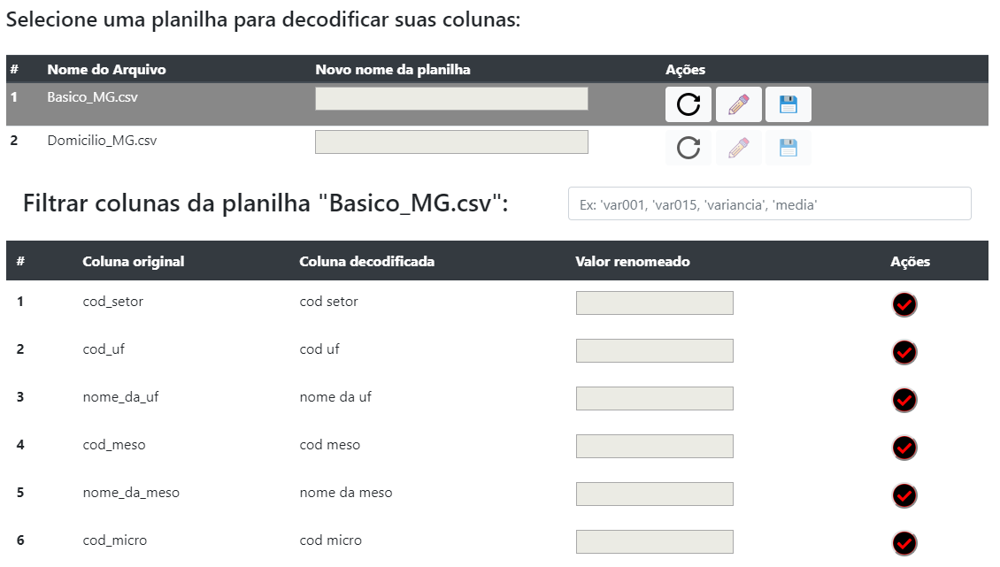 Selecione uma planilha para decodificar suas colunas:
# Nome do Arquivo Novo nome da planilha Ações
1 Basico_MG.csv
2 Domicilio_MG.csv
Filtrar colunas da planilha "Basico_MG.csv": Ex: 'var001, 'var015, 'variancia', 'media'
# Coluna original Coluna decodificada Valor renomeado Ações
1 cod_setor cod setor
2 cod_uf cod uf
3 nome_da_uf nome da uf
4 cod_meso cod meso
5 nome_da_meso nome da meso
6 cod_micro cod micro